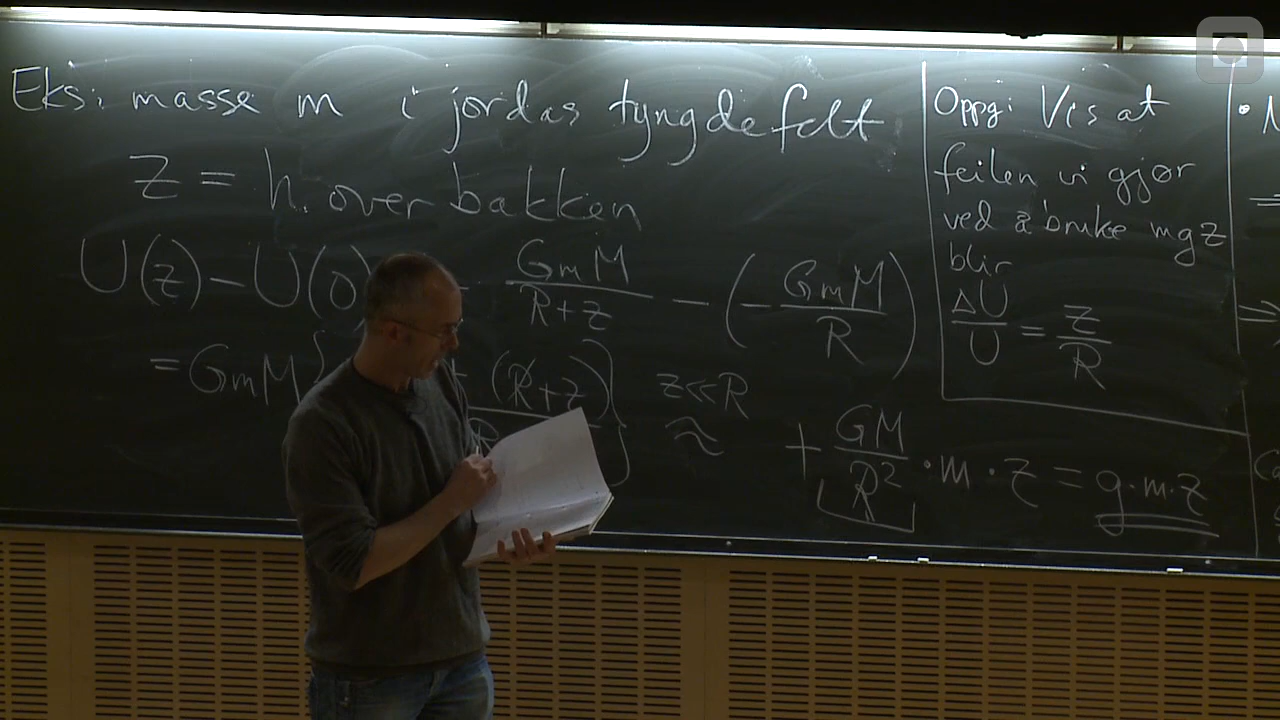 Eks: masse m i jordas tyngdefelt
z = h. over bakken
U(z) - U(0) - GmM/(R+z) - (- GmM/R)
= GmM { + (R+z) } z<<R ≈ + GM/R² · m · z = g·m·z
Oppg: Vis at
feilen vi gjør
ved å bruke mgz
blir
ΔU/U = z/R